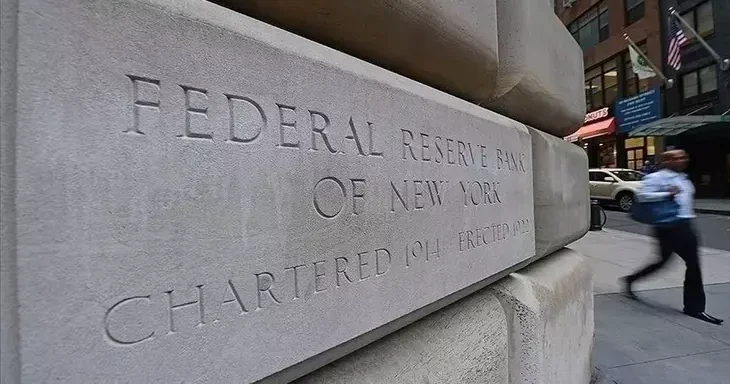 FEDERAL RESERVE BANK
OF NEW YORK
CHARTERED 1914 ERECTED 1922